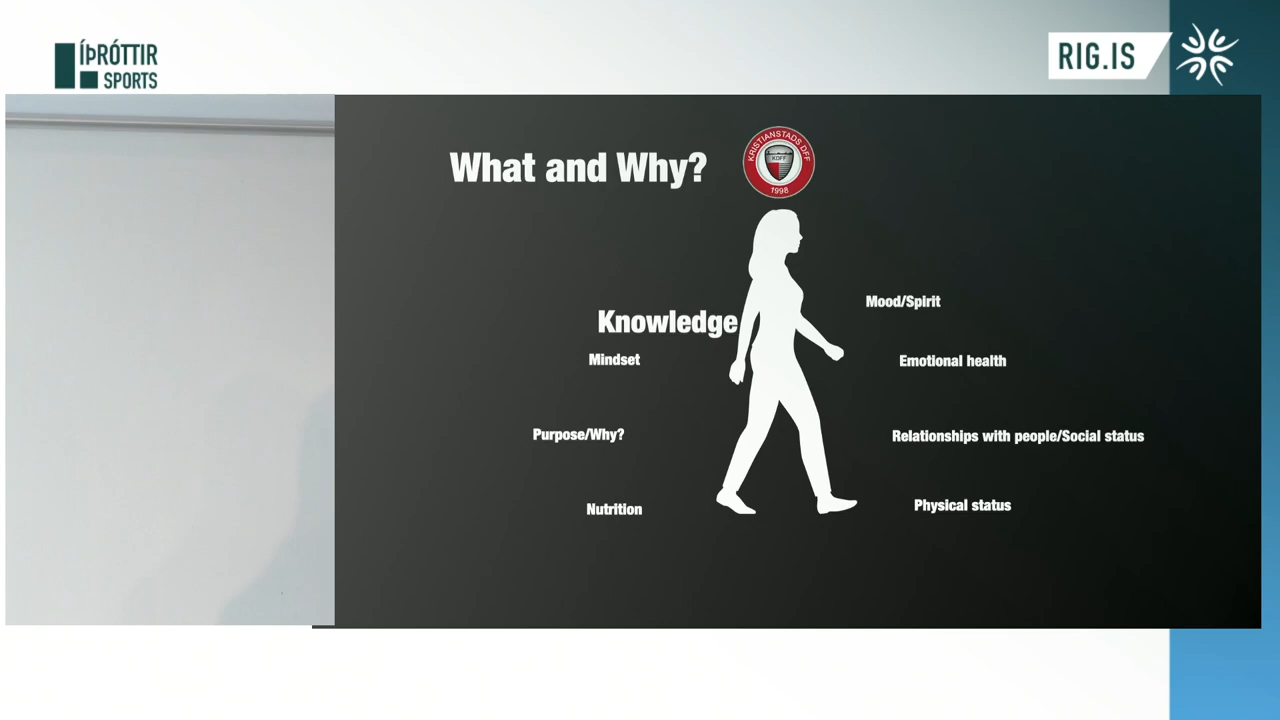 ÍÞRÓTTIR
SPORTS
RIG.IS
What and Why?
KRISTIANSTADS DFF
KDFF
1998
Knowledge
Mindset
Purpose/Why?
Nutrition
Mood/Spirit
Emotional health
Relationships with people/Social status
Physical status